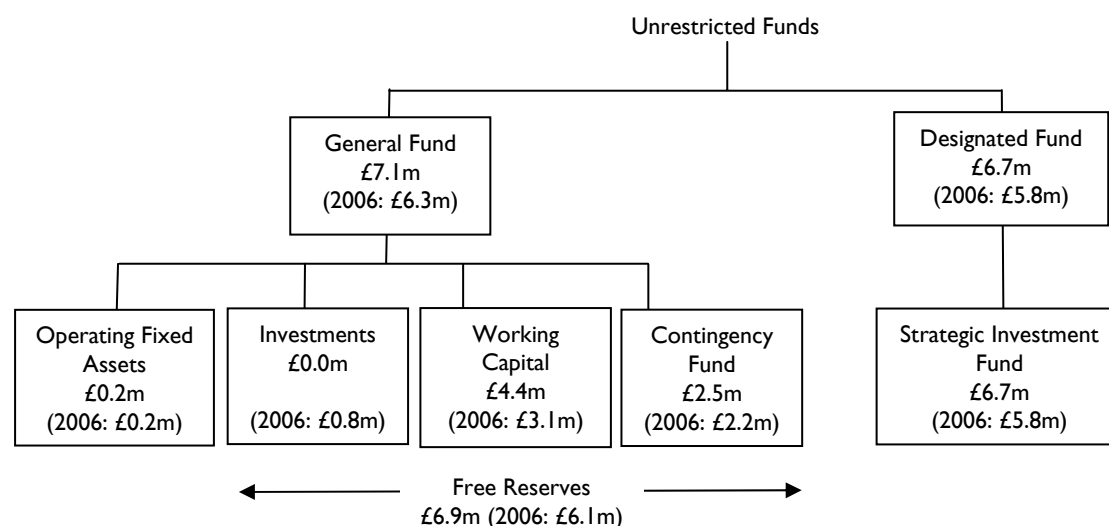 Unrestricted Funds
General Fund
£7.1m
(2006: £6.3m)
Designated Fund
£6.7m
(2006: £5.8m)
Operating Fixed
Assets
£0.2m
(2006: £0.2m)
Investments
£0.0m
(2006: £0.8m)
Working
Capital
£4.4m
(2006: £3.1m)
Contingency
Fund
£2.5m
(2006: £2.2m)
Strategic Investment
Fund
£6.7m
(2006: £5.8m)
Free Reserves
£6.9m (2006: £6.1m)